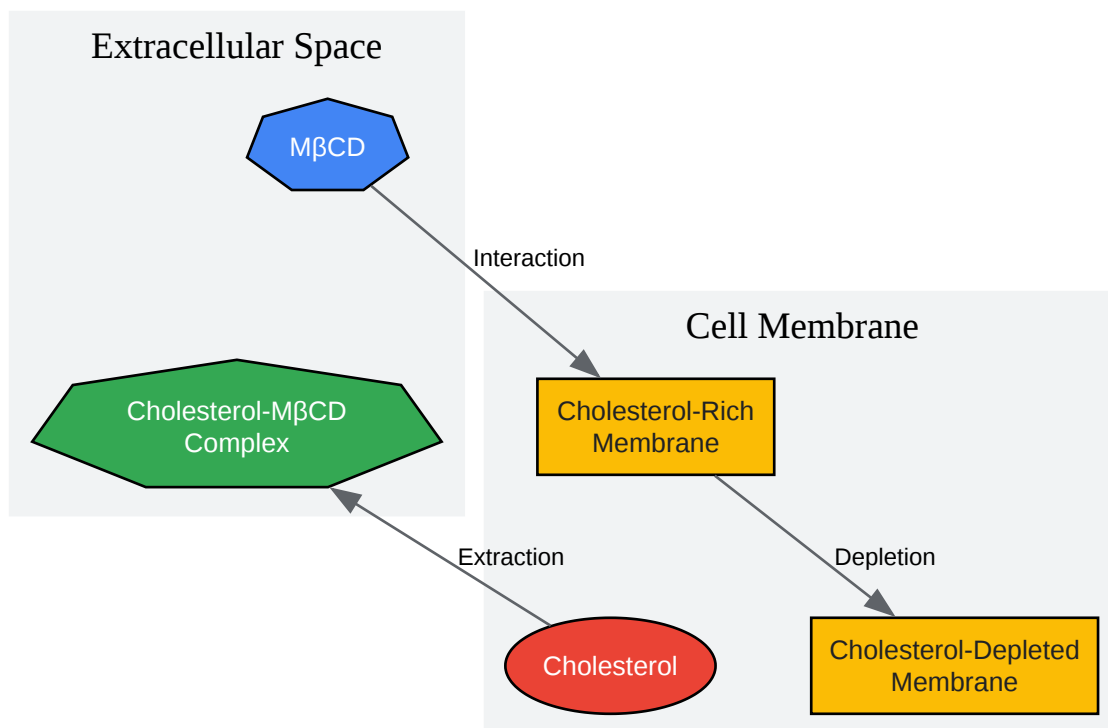 Extracellular Space
MβCD
Interaction
Cell Membrane
Cholesterol-MβCD
Complex
Cholesterol-Rich
Membrane
Extraction
Depletion
Cholesterol
Cholesterol-Depleted
Membrane